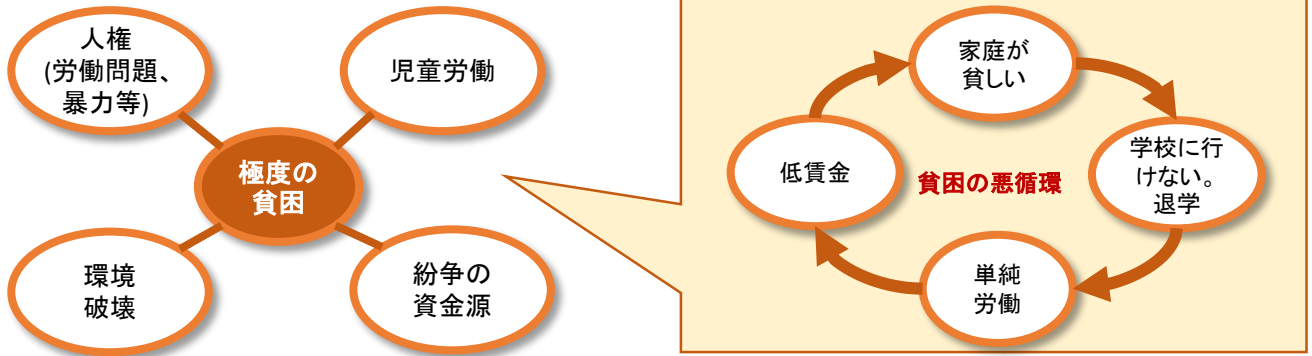 人権
(労働問題、
暴力等)
児童労働
極度の
貧困
環境
破壊
紛争の
資金源
家庭が
貧しい
学校に行
けない。
退学
単純
労働
低賃金
貧困の悪循環